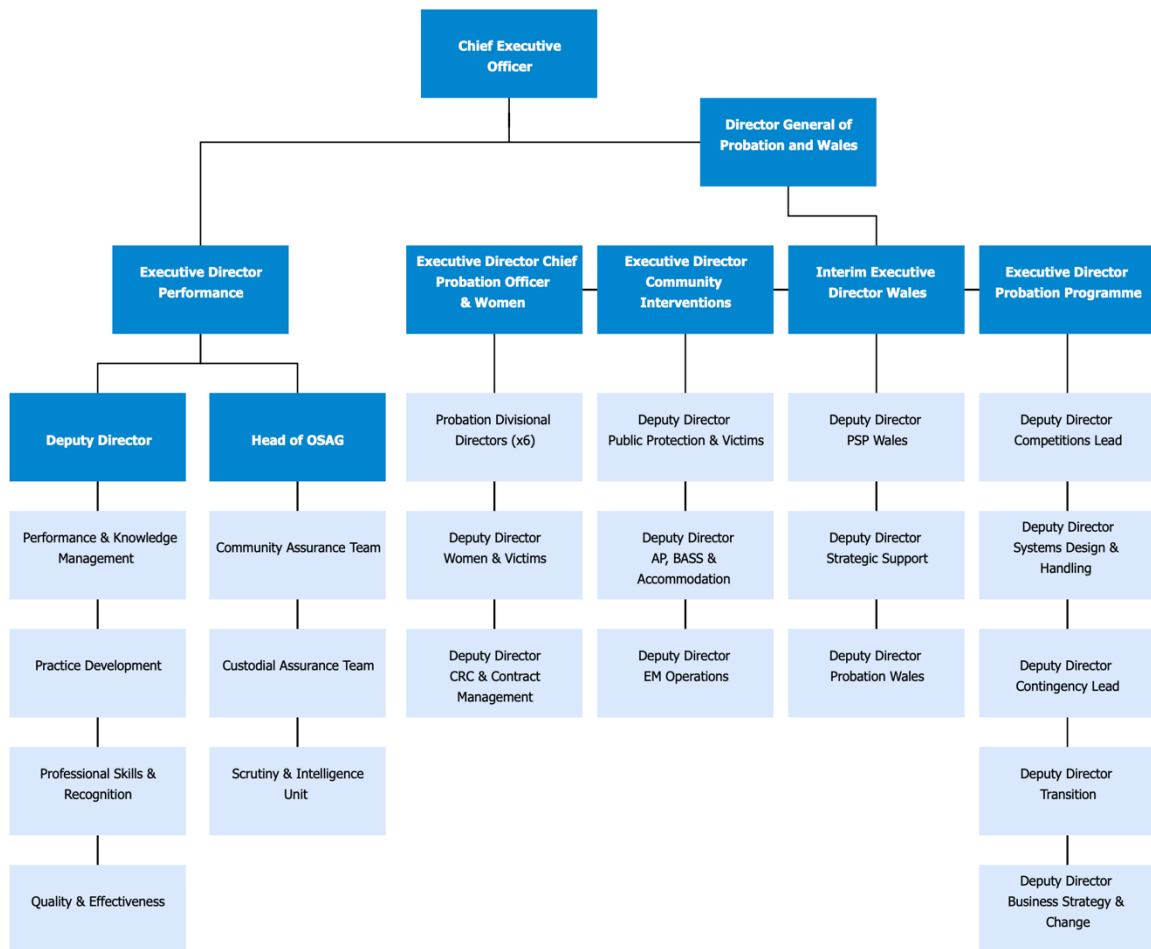 Chief Executive
Officer
Director General of
Probation and Wales
Executive Director
Performance
Executive Director Chief
Probation Officer
& Women
Executive Director
Community
Interventions
Interim Executive
Director Wales
Executive Director
Probation Programme
Deputy Director
Head of OSAG
Probation Divisional
Directors (x6)
Deputy Director
Public Protection & Victims
Deputy Director
PSP Wales
Deputy Director
Competitions Lead
Performance & Knowledge
Management
Community Assurance Team
Deputy Director
Women & Victims
Deputy Director
AP, BASS &
Accommodation
Deputy Director
Strategic Support
Deputy Director
Systems Design &
Handling
Practice Development
Custodial Assurance Team
Deputy Director
CRC & Contract
Management
Deputy Director
EM Operations
Deputy Director
Probation Wales
Deputy Director
Contingency Lead
Professional Skills &
Recognition
Scrutiny & Intelligence
Unit
Deputy Director
Transition
Quality & Effectiveness
Deputy Director
Business Strategy &
Change